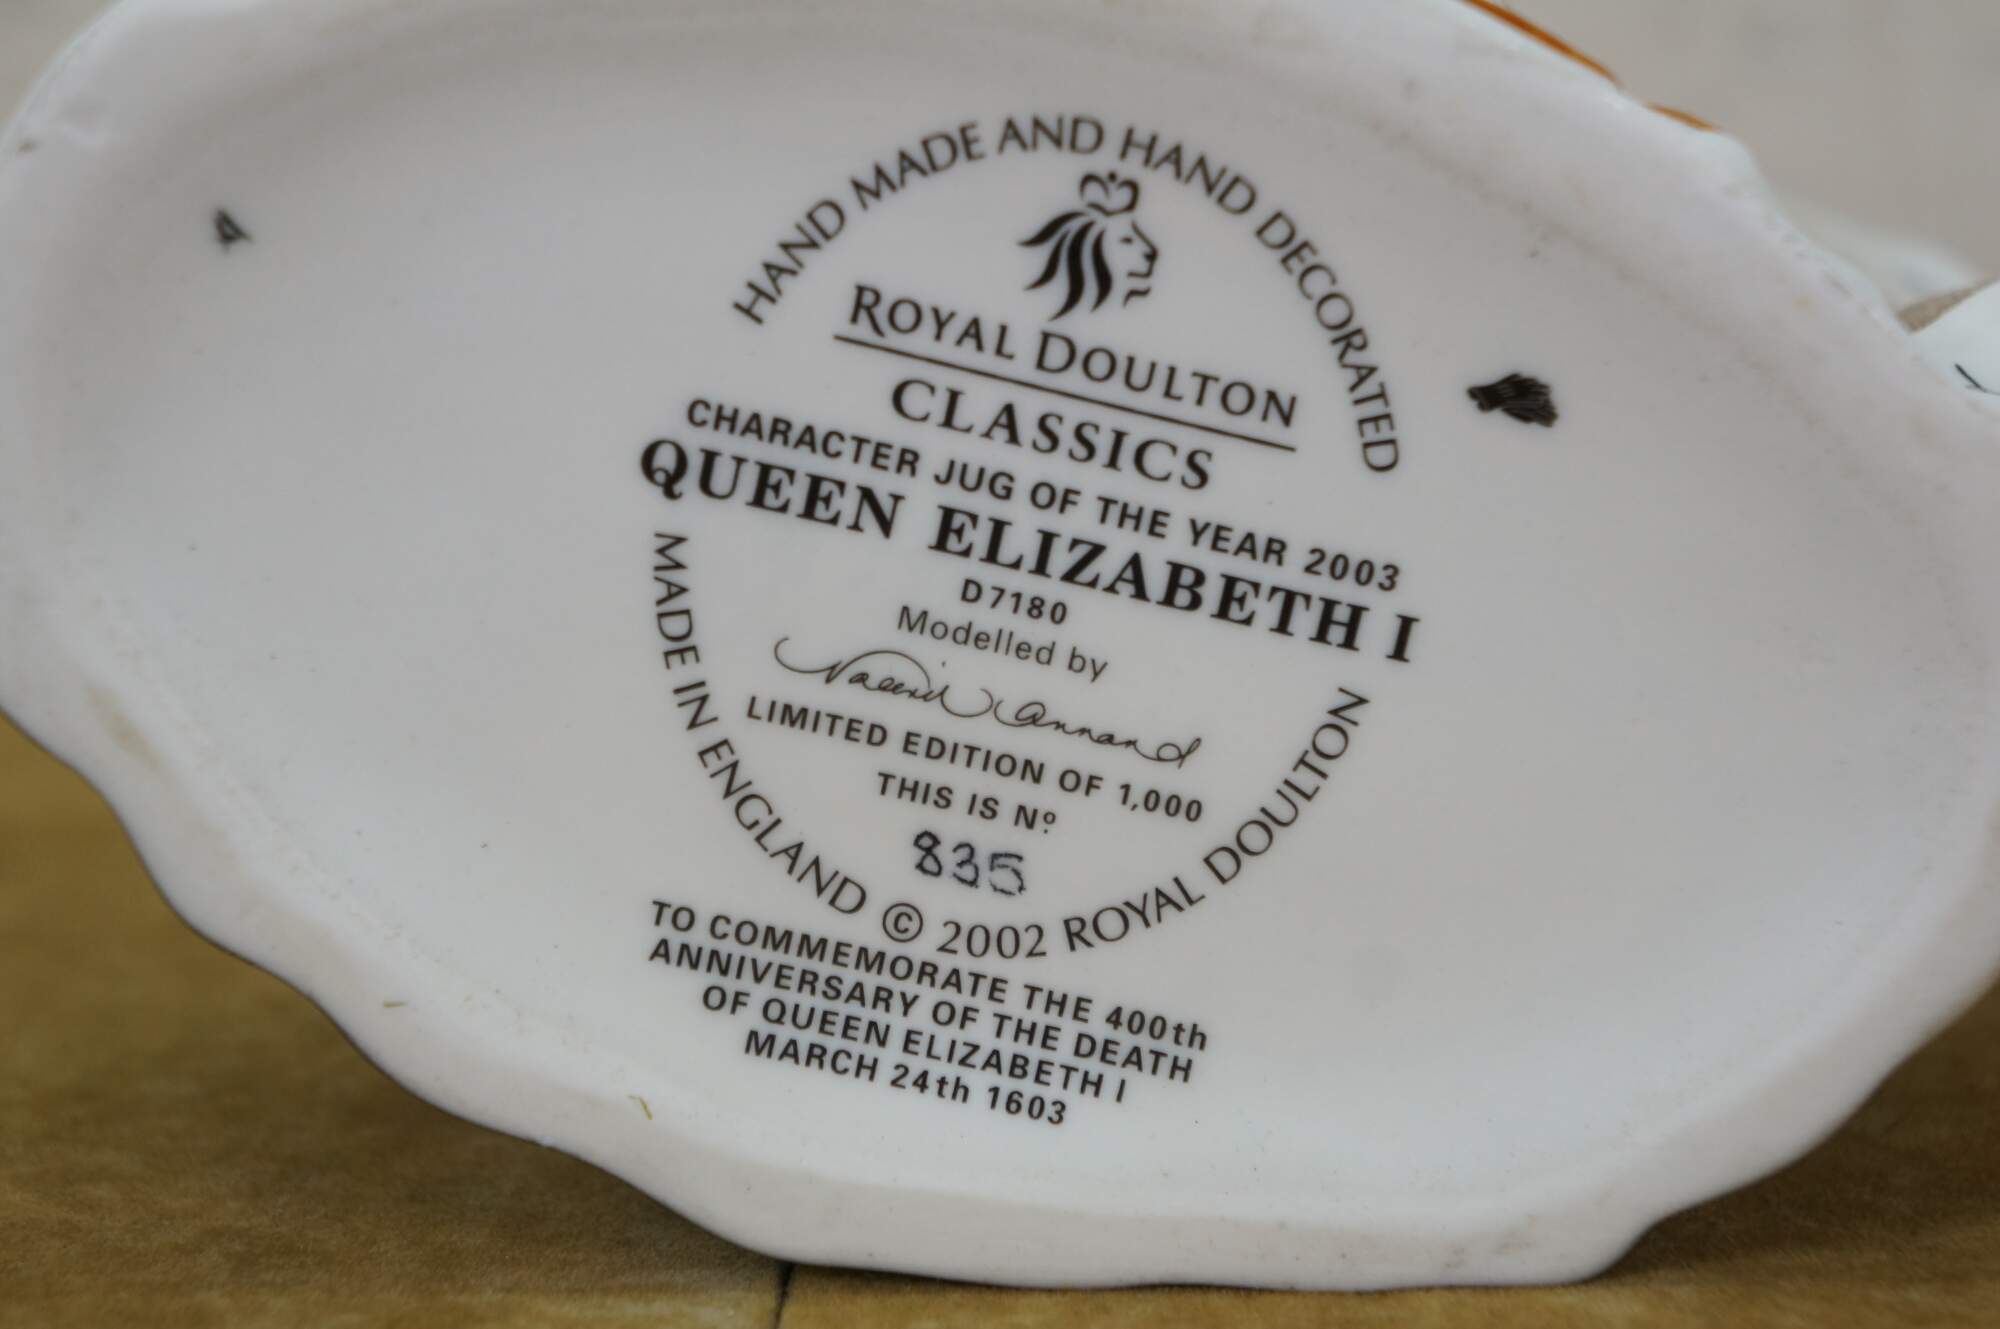 HAND MADE AND HAND DECORATED
ROYAL DOULTON
CLASSICS
CHARACTER JUG OF THE YEAR 2003
QUEEN ELIZABETH I
D7180
Modelled by
Annand
LIMITED EDITION OF 1,000
THIS IS Nº
835
MADE IN ENGLAND © 2002 ROYAL DOULTON
TO COMMEMORATE THE 400th
ANNIVERSARY OF THE DEATH
OF QUEEN ELIZABETH I
MARCH 24th 1603